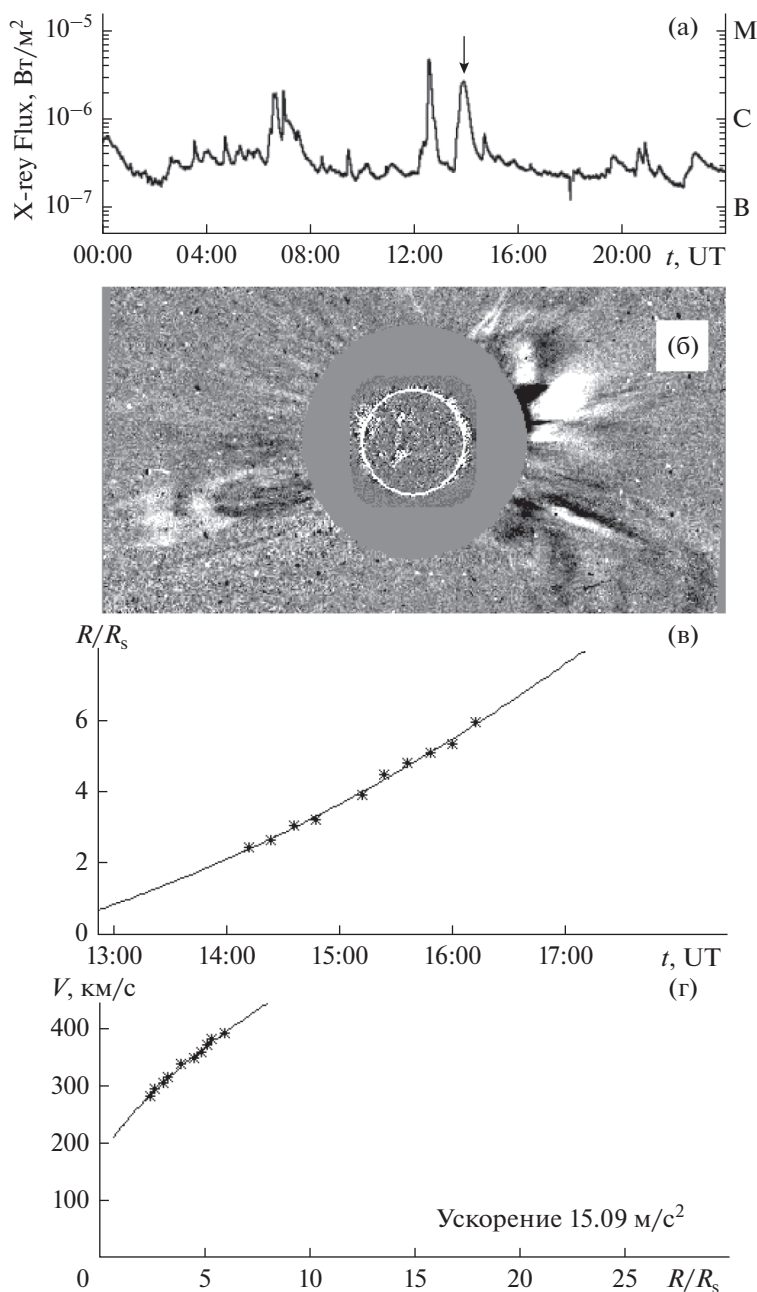 (а)
X-rey Flux, Вт/м²
10⁻⁵
10⁻⁶
10⁻⁷
M
C
B
00:00 04:00 08:00 12:00 16:00 20:00 t, UT
(б)
R/Rₛ
(в)
6
4
2
0
13:00 14:00 15:00 16:00 17:00 t, UT
V, км/с
(г)
400
300
200
100
Ускорение 15.09 м/с²
0 5 10 15 20 25 R/Rₛ